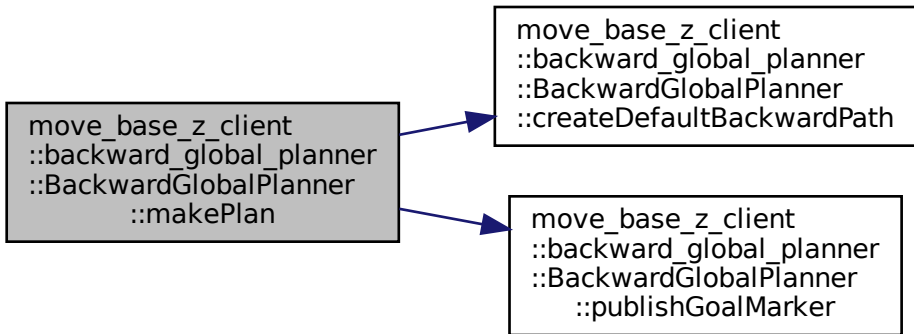 move_base_z_client
::backward_global_planner
::BackwardGlobalPlanner
::makePlan
move_base_z_client
::backward_global_planner
::BackwardGlobalPlanner
::createDefaultBackwardPath
move_base_z_client
::backward_global_planner
::BackwardGlobalPlanner
::publishGoalMarker